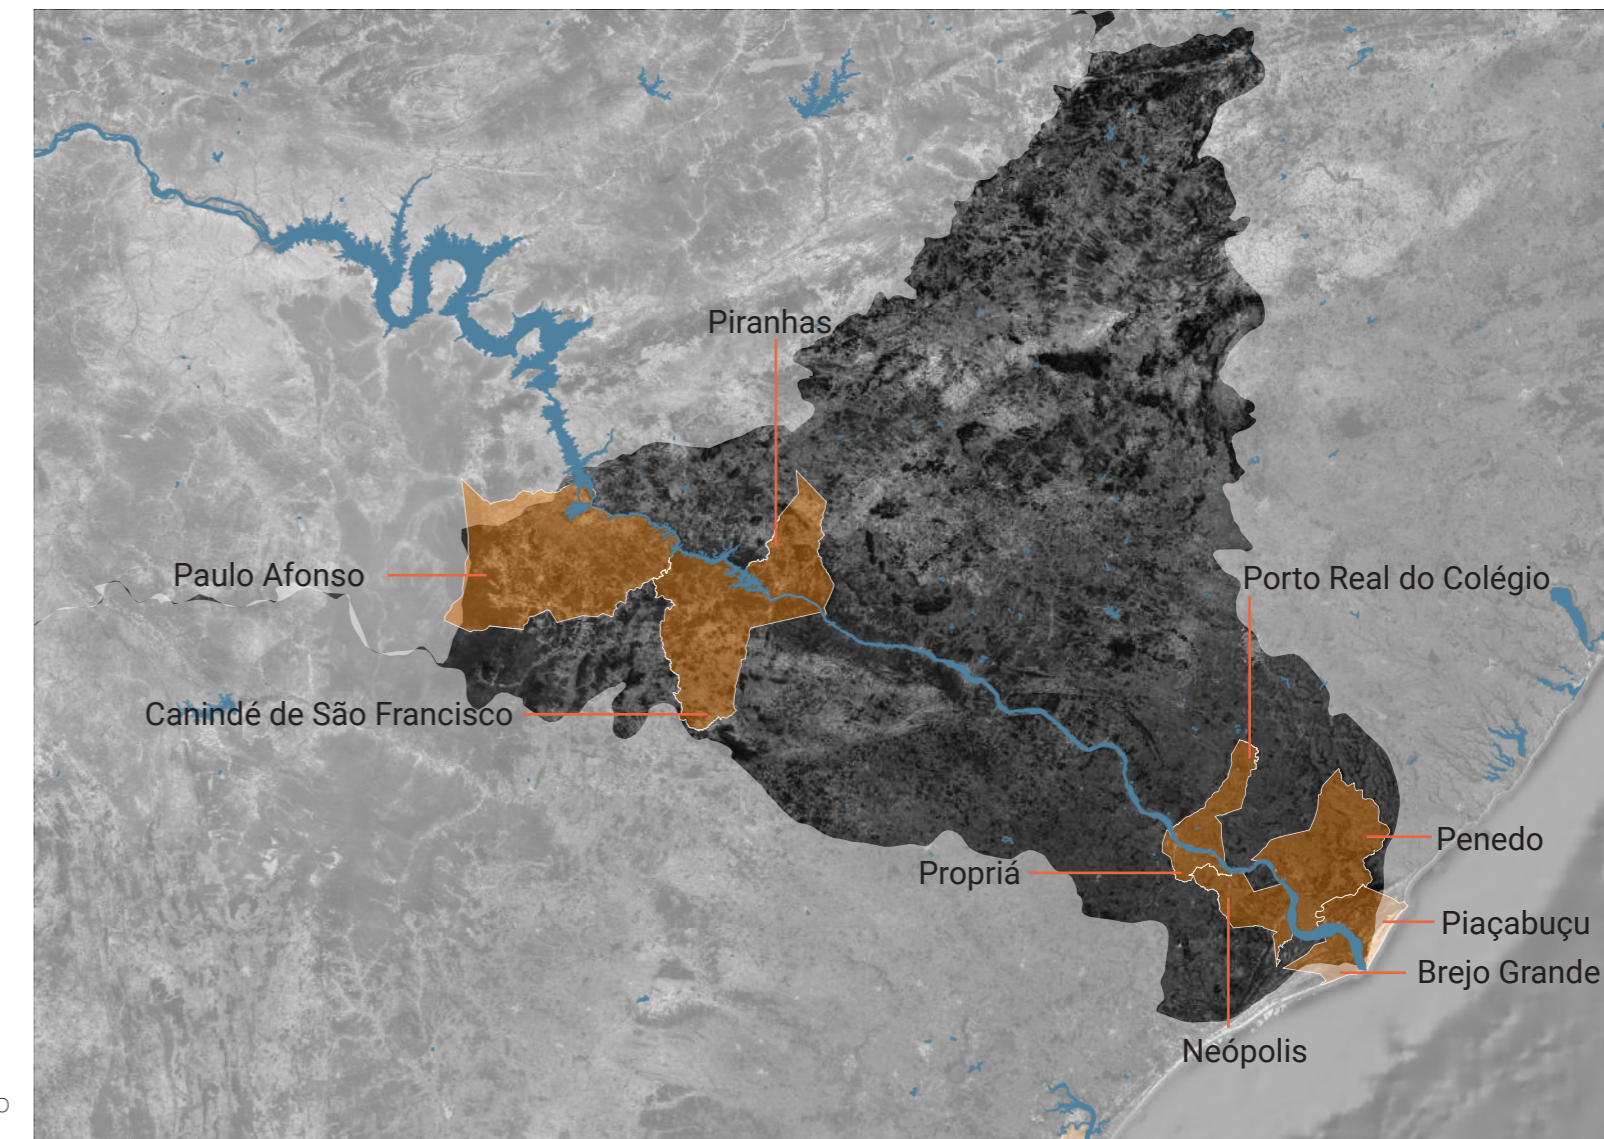 Piranhas
Paulo Afonso
Porto Real do Colégio
Canindé de São Francisco
Penedo
Propriá
Piaçabuçu
Brejo Grande
Neópolis
o